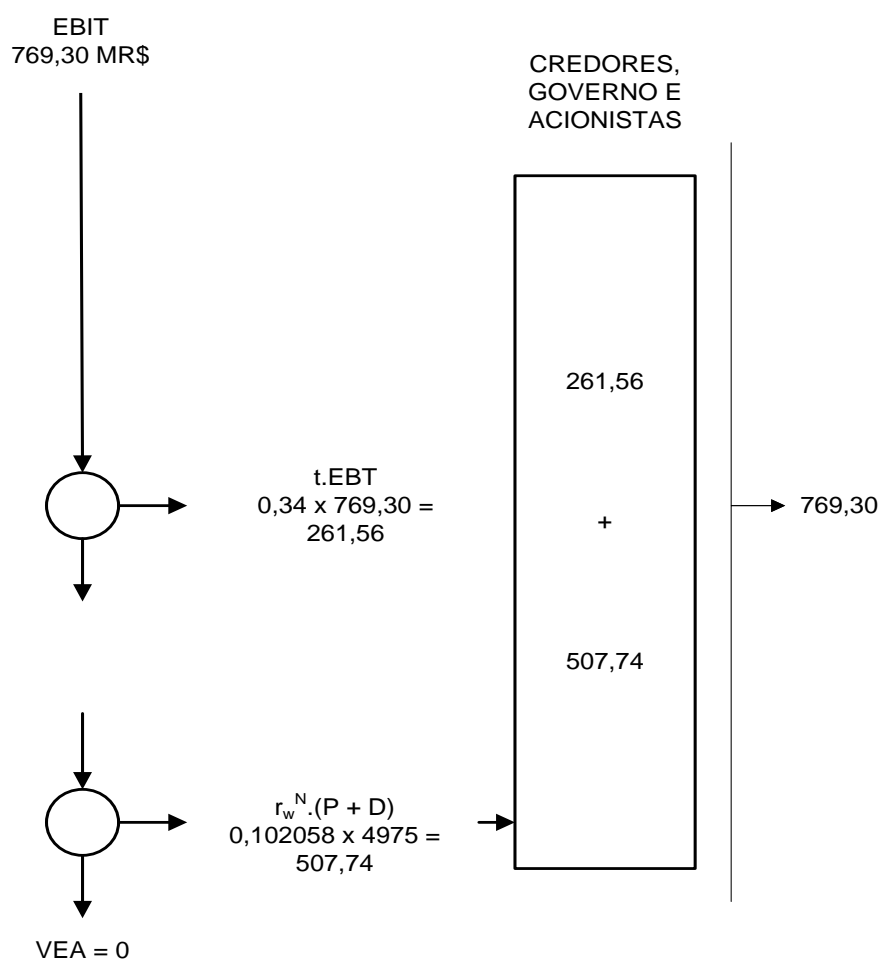 EBIT
769,30 MR$
CREDORES,
GOVERNO E
ACIONISTAS
261,56
t.EBT
0,34 x 769,30 =
261,56
+
769,30
507,74
r_w^N.(P + D)
0,102058 x 4975 =
507,74
VEA = 0